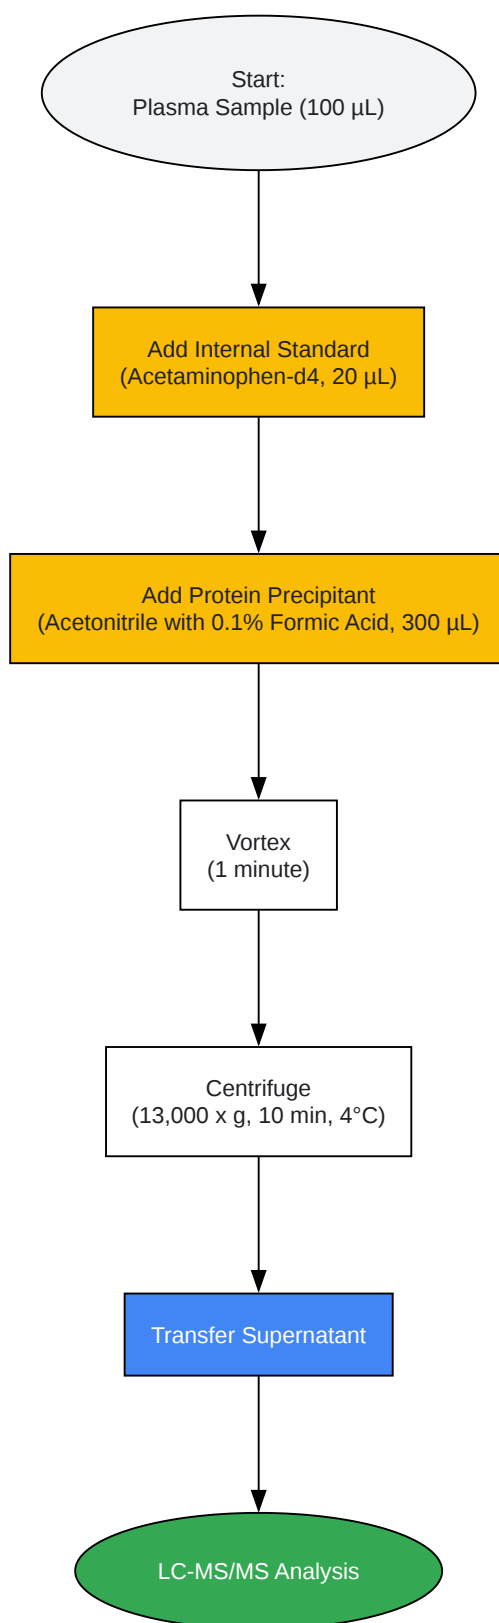 Start:
Plasma Sample (100 µL)
Add Internal Standard
(Acetaminophen-d4, 20 µL)
Add Protein Precipitant
(Acetonitrile with 0.1% Formic Acid, 300 µL)
Vortex
(1 minute)
Centrifuge
(13,000 x g, 10 min, 4°C)
Transfer Supernatant
LC-MS/MS Analysis